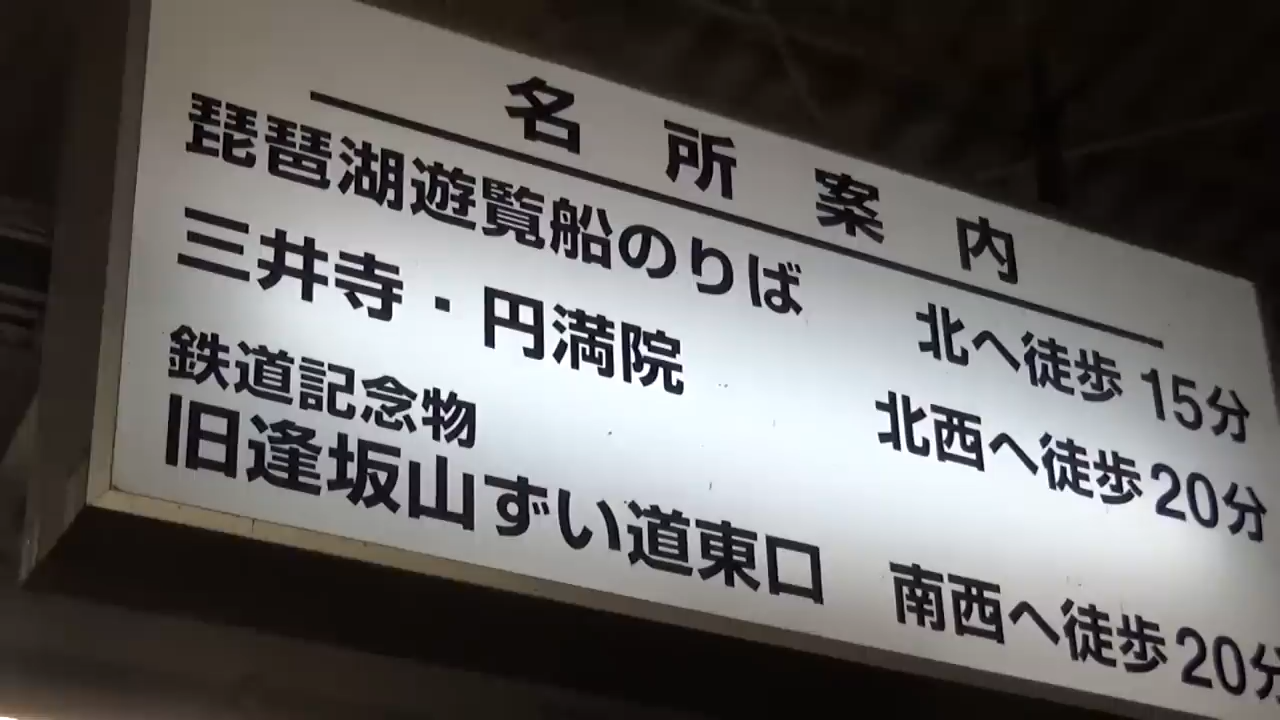 名所案内
琵琶湖遊覧船のりば 北へ徒歩 15分
三井寺・円満院 北西へ徒歩20分
鉄道記念物
旧逢坂山ずい道東口 南西へ徒歩20分